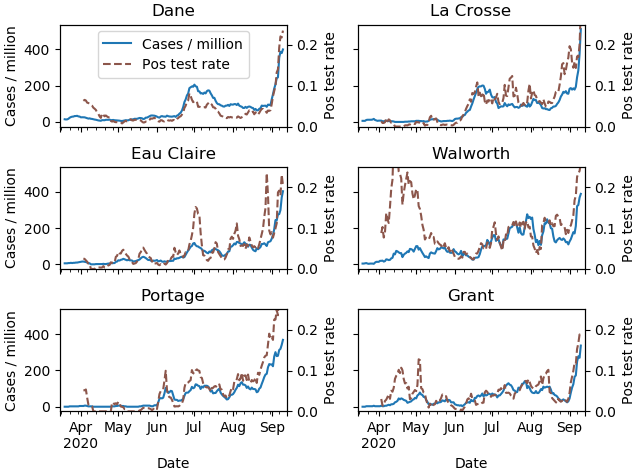 Dane
La Crosse
Cases / million
400
200
0
Cases / million
Pos test rate
0.2
0.1
0.0
Pos test rate
0.2
0.1
0.0
Pos test rate
Eau Claire
Walworth
Cases / million
400
200
0
0.2
0.1
0.0
Pos test rate
0.2
0.1
0.0
Pos test rate
Portage
Grant
Cases / million
400
200
0
0.2
0.1
0.0
Pos test rate
0.2
0.1
0.0
Pos test rate
Apr May Jun Jul Aug Sep
2020
Date
Apr May Jun Jul Aug Sep
2020
Date